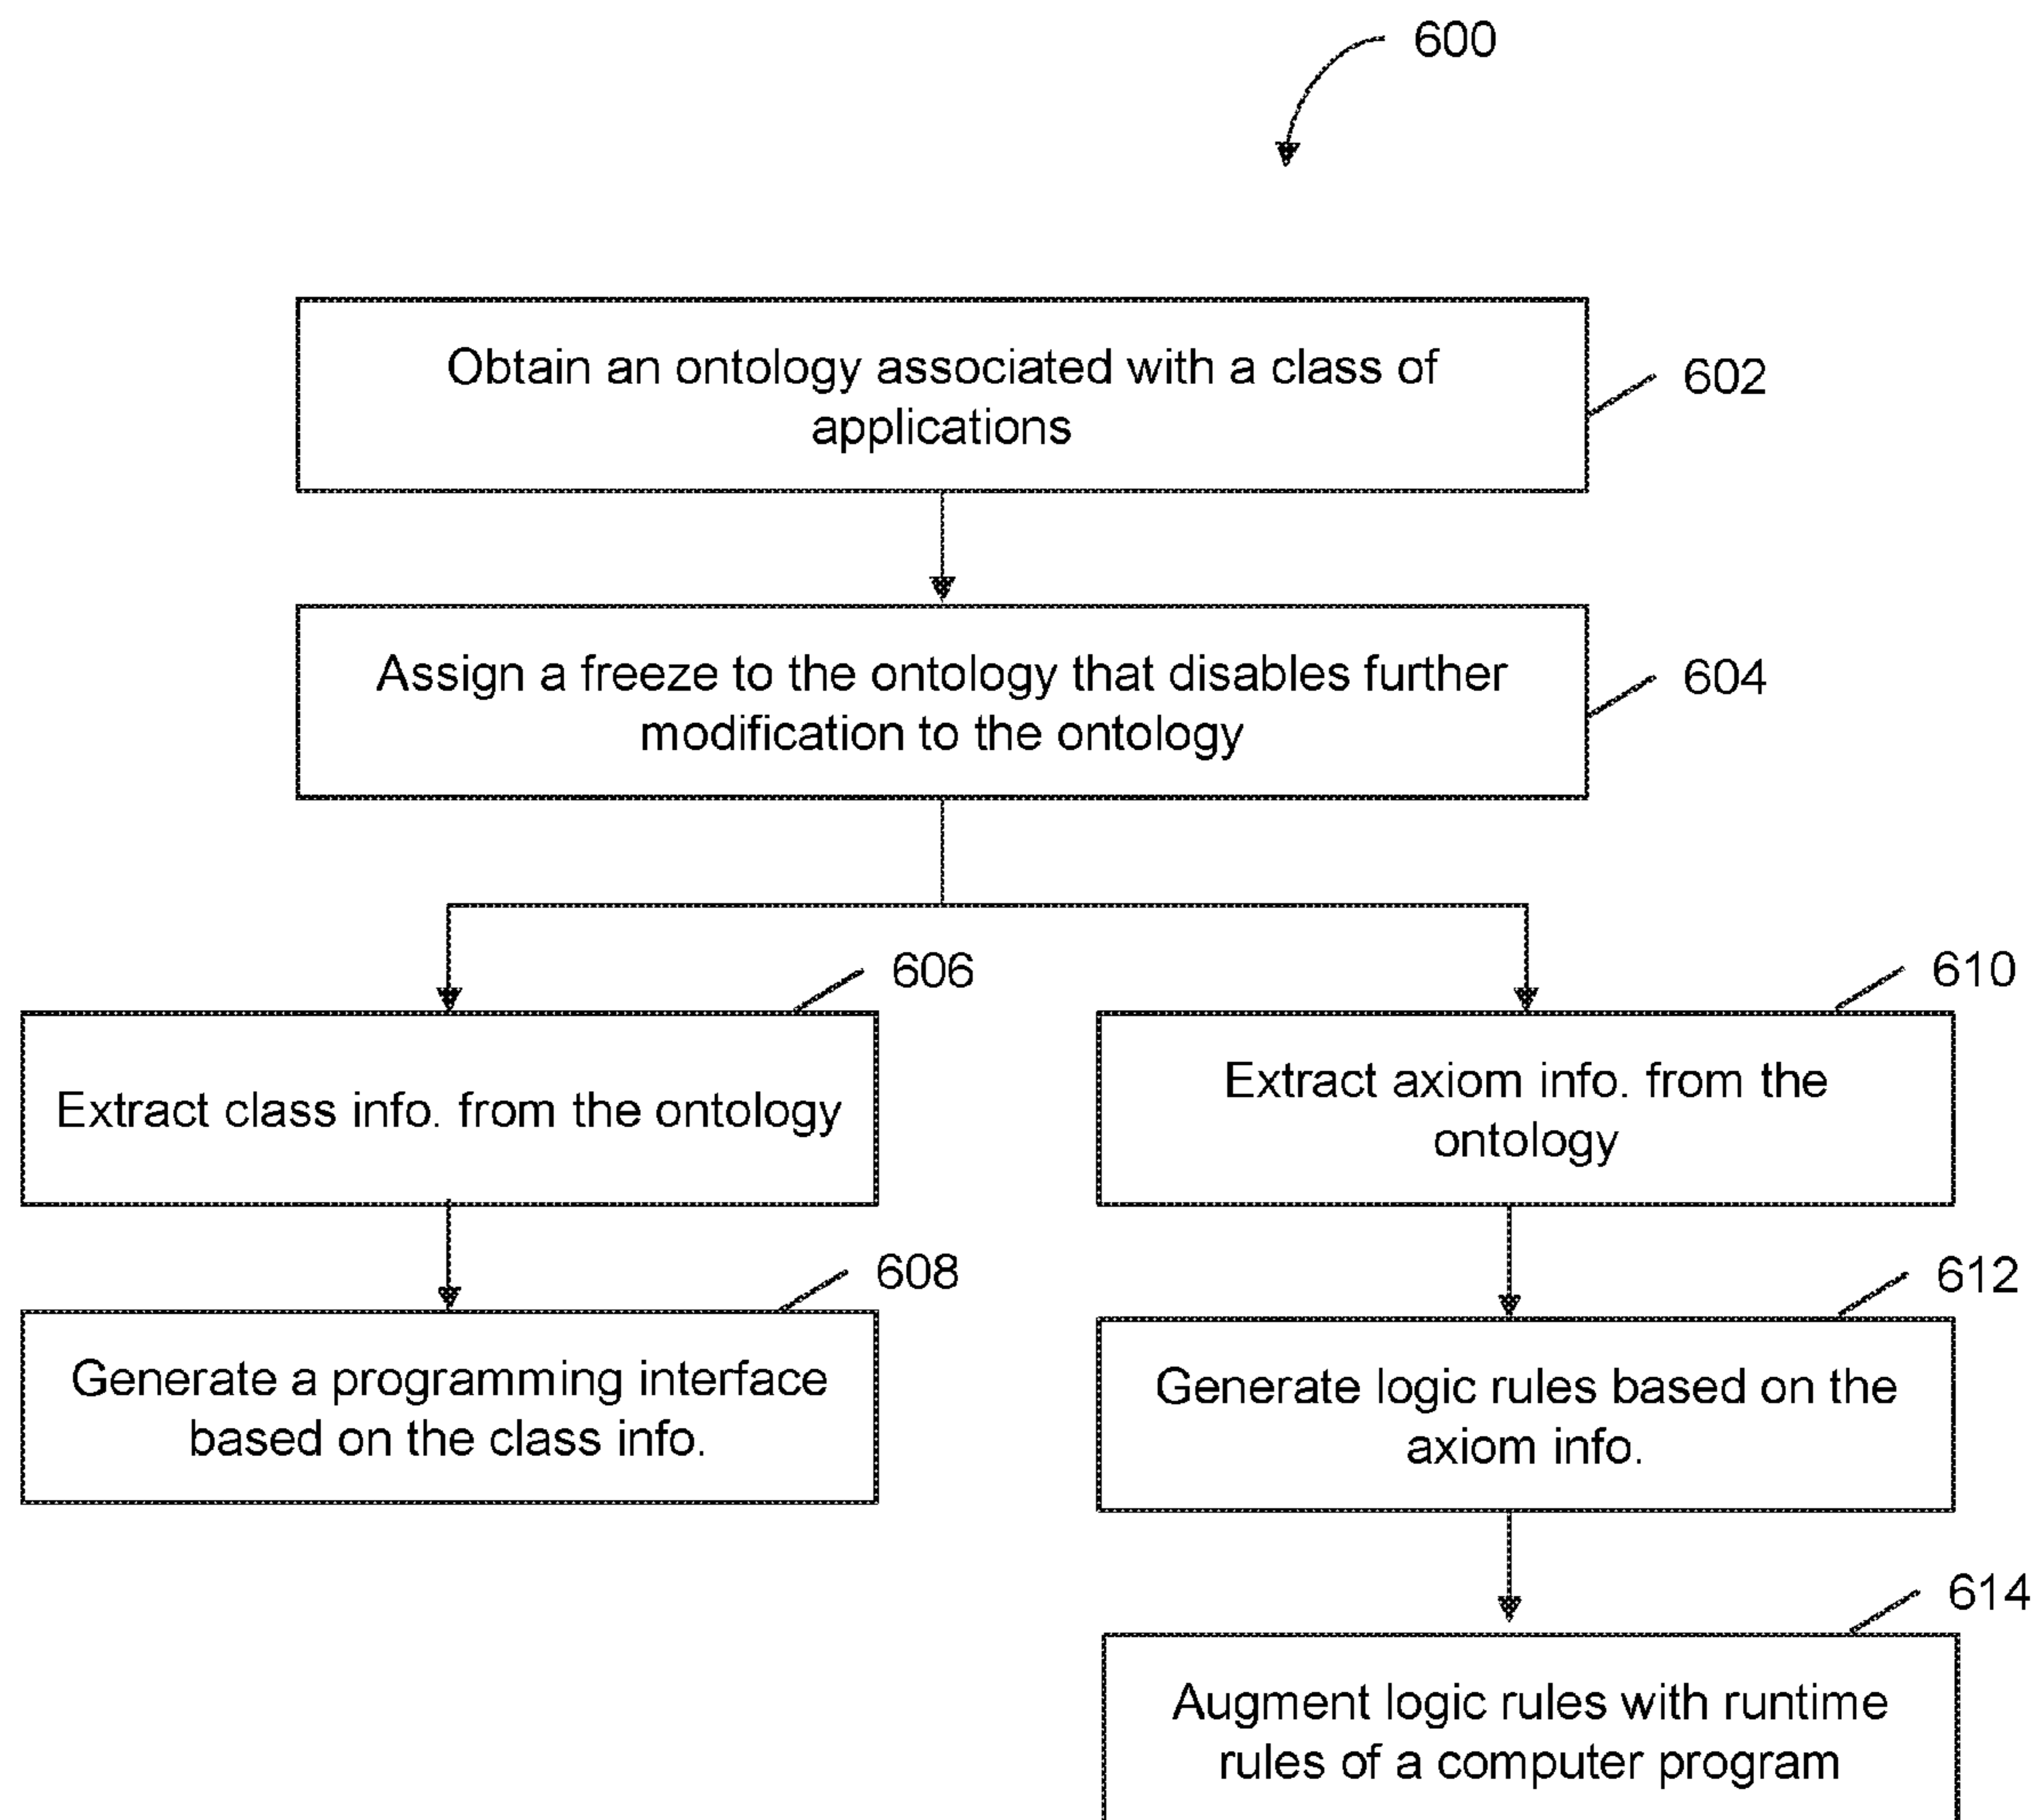 600
Obtain an ontology associated with a class of
applications
602
Assign a freeze to the ontology that disables further
modification to the ontology
604
606
Extract class info. from the ontology
610
Extract axiom info. from the
ontology
608
Generate a programming interface
based on the class info.
612
Generate logic rules based on the
axiom info.
614
Augment logic rules with runtime
rules of a computer program